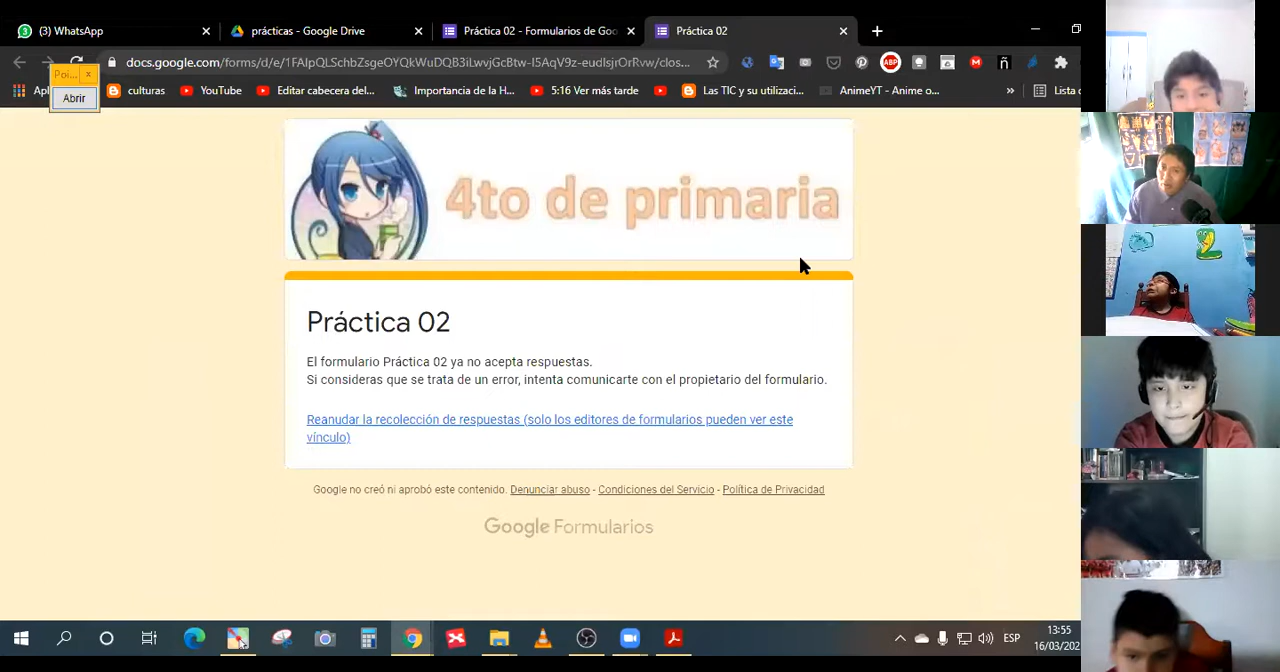 (3) WhatsApp
prácticas - Google Drive
Práctica 02 - Formularios de Goo
Práctica 02
docs.google.com/forms/d/e/1FAIpQLSchbZsgeOYQkWuDQB3iLwvjGcBtw-I5AqV9z-eudlsjrOrRvw/clos...
Poi...
Abrir
culturas
YouTube
Editar cabecera del...
Importancia de la H...
5:16 Ver más tarde
Las TIC y su utilizaci...
AnimeYT - Anime o...
»
Lista
4to de primaria
Práctica 02
El formulario Práctica 02 ya no acepta respuestas.
Si consideras que se trata de un error, intenta comunicarte con el propietario del formulario.
Reanudar la recolección de respuestas (solo los editores de formularios pueden ver este
vínculo)
Google no creó ni aprobó este contenido. Denunciar abuso - Condiciones del Servicio - Política de Privacidad
Google Formularios
ESP
13:55
16/03/202
2